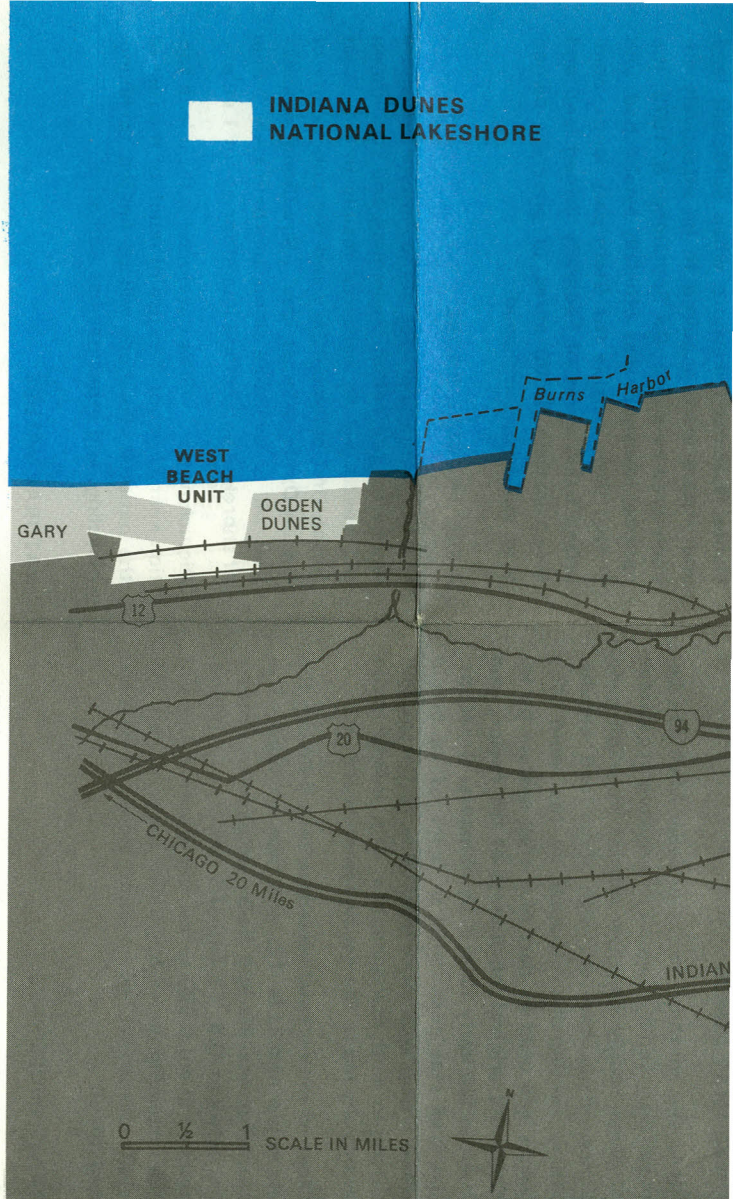 INDIANA DUNES
NATIONAL LAKESHORE
Burns Harbor
WEST
BEACH
UNIT
GARY
OGDEN
DUNES
12
94
20
CHICAGO 20 Miles
INDIAN
N
0 ½ 1 SCALE IN MILES